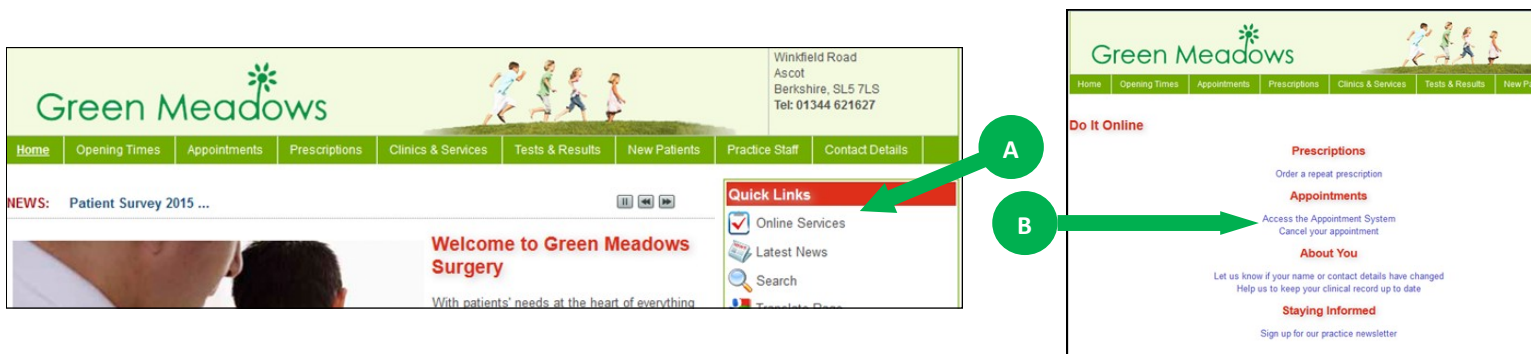 Green Meadows
Winkfield Road
Ascot
Berkshire, SL5 7LS
Tel: 01344 621627
Home Opening Times Appointments Prescriptions Clinics & Services Tests & Results New Patients Practice Staff Contact Details
NEWS: Patient Survey 2015 ...
Welcome to Green Meadows
Surgery
With patients' needs at the heart of everything
Quick Links
Online Services
Latest News
Search
Translate Page
A
B
Green Meadows
Home Opening Times Appointments Prescriptions Clinics & Services Tests & Results New Pa
Do It Online
Prescriptions
Order a repeat prescription
Appointments
Access the Appointment System
Cancel your appointment
About You
Let us know if your name or contact details have changed
Help us to keep your clinical record up to date
Staying Informed
Sign up for our practice newsletter